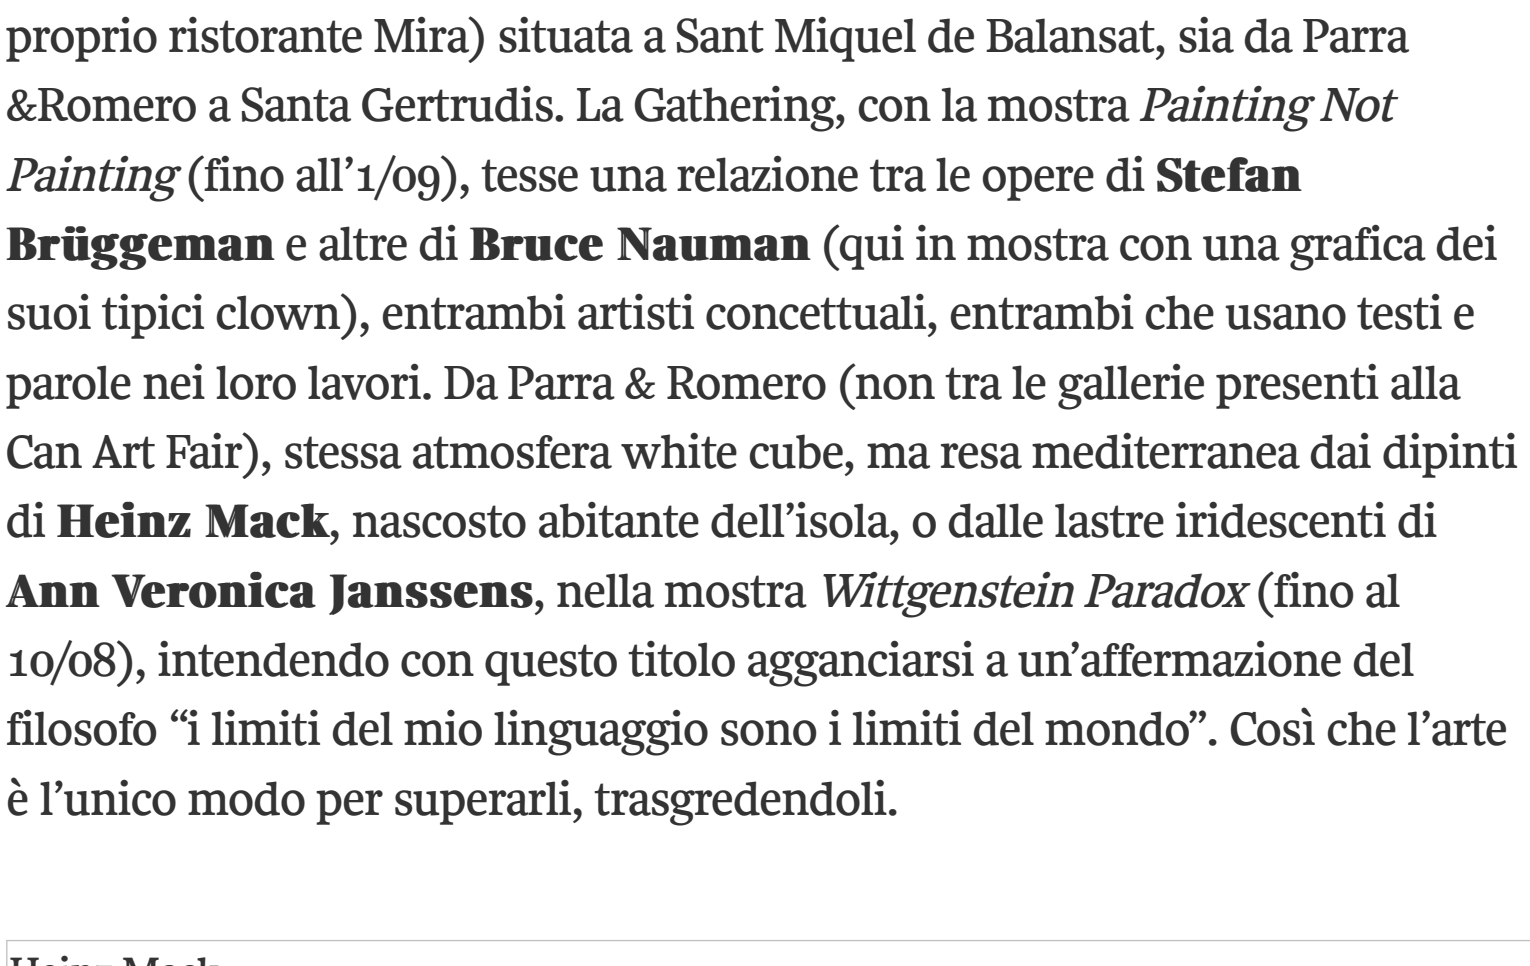 proprio ristorante Mira) situata a Sant Miquel de Balansat, sia da Parra
&Romero a Santa Gertrudis. La Gathering, con la mostra Painting Not
Painting (fino all’1/09), tesse una relazione tra le opere di Stefan
Brüggeman e altre di Bruce Nauman (qui in mostra con una grafica dei
suoi tipici clown), entrambi artisti concettuali, entrambi che usano testi e
parole nei loro lavori. Da Parra & Romero (non tra le gallerie presenti alla
Can Art Fair), stessa atmosfera white cube, ma resa mediterranea dai dipinti
di Heinz Mack, nascosto abitante dell’isola, o dalle lastre iridescenti di
Ann Veronica Janssens, nella mostra Wittgenstein Paradox (fino al
10/08), intendendo con questo titolo agganciarsi a un’affermazione del
filosofo “i limiti del mio linguaggio sono i limiti del mondo”. Così che l’arte
è l’unico modo per superarli, trasgredendoli.
Heinz Mack